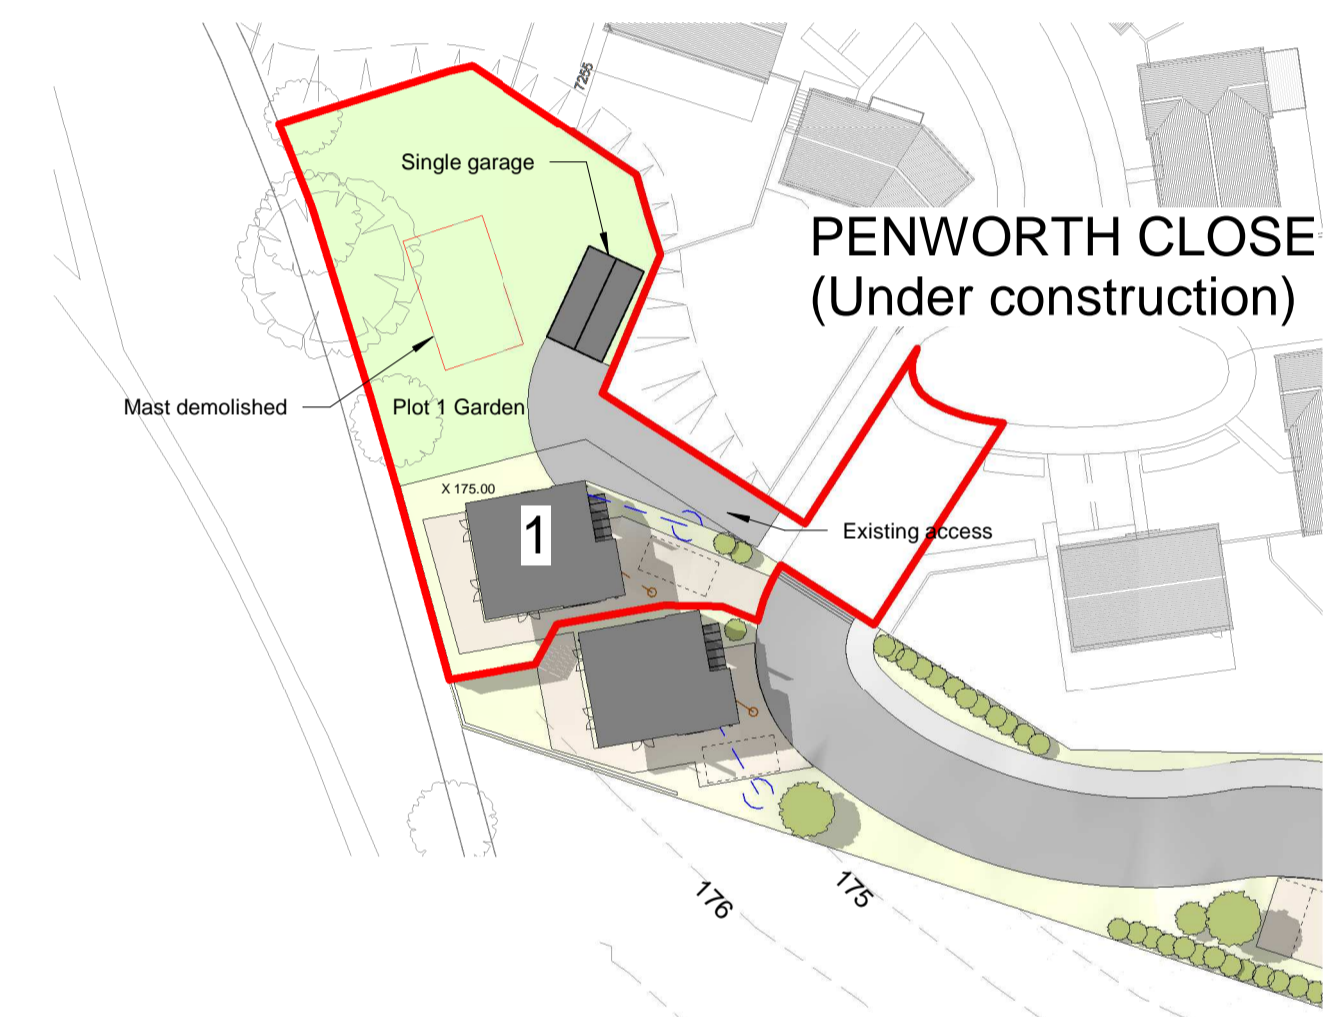 7255
Single garage
PENWORTH CLOSE
(Under construction)
Mast demolished
Plot 1 Garden
X 175.00
1
Existing access
176
175